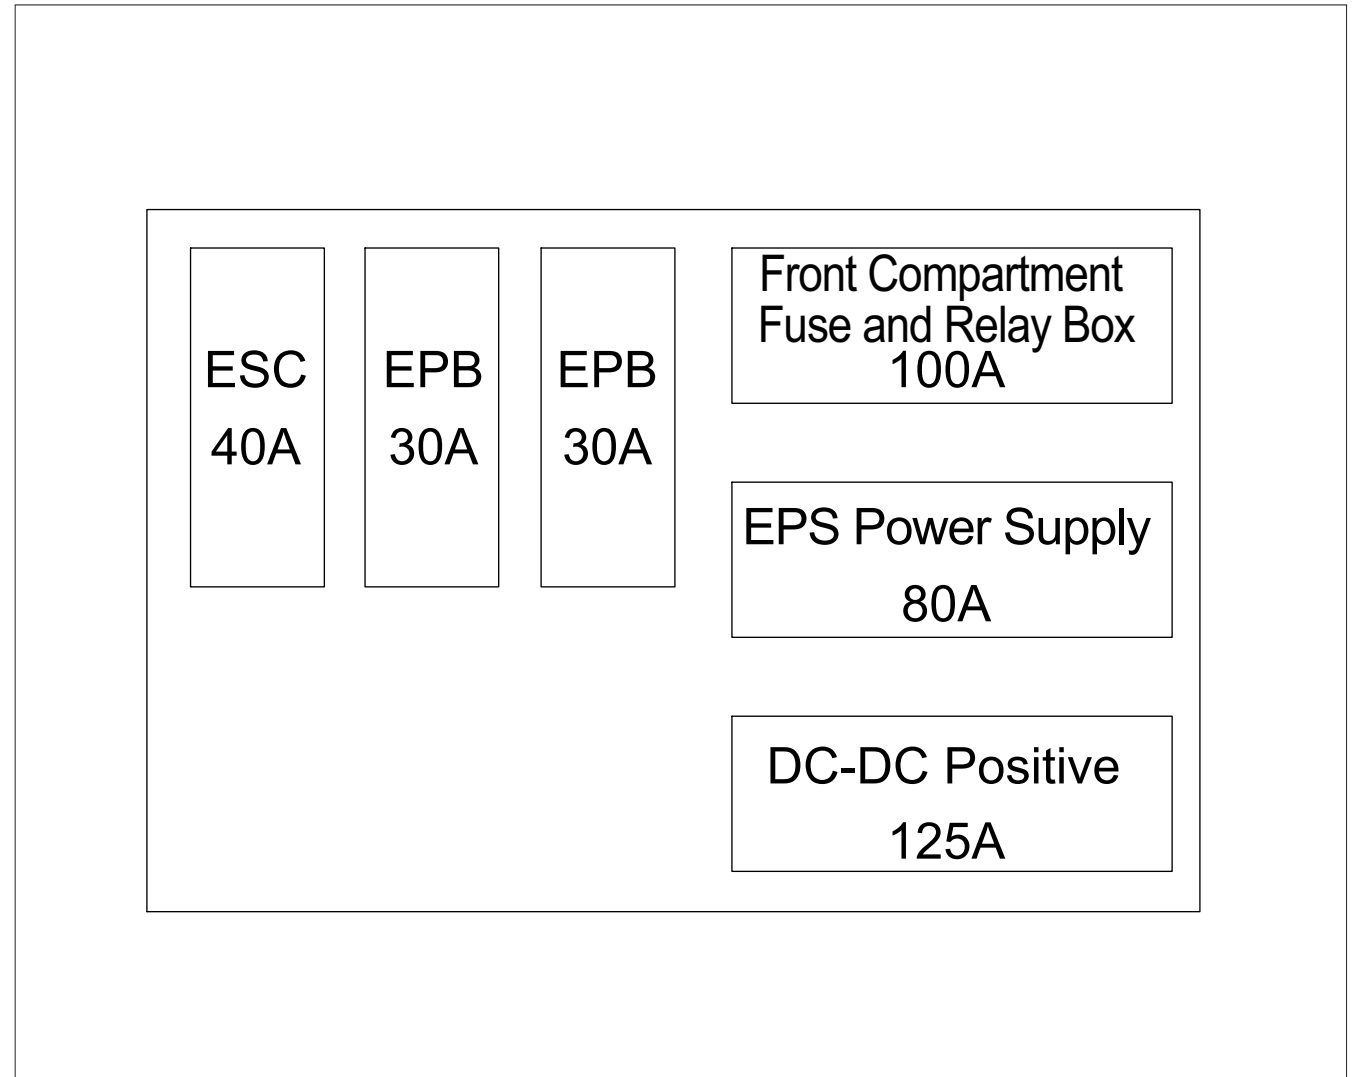 ESC
40A
EPB
30A
EPB
30A
Front Compartment
Fuse and Relay Box
100A
EPS Power Supply
80A
DC-DC Positive
125A